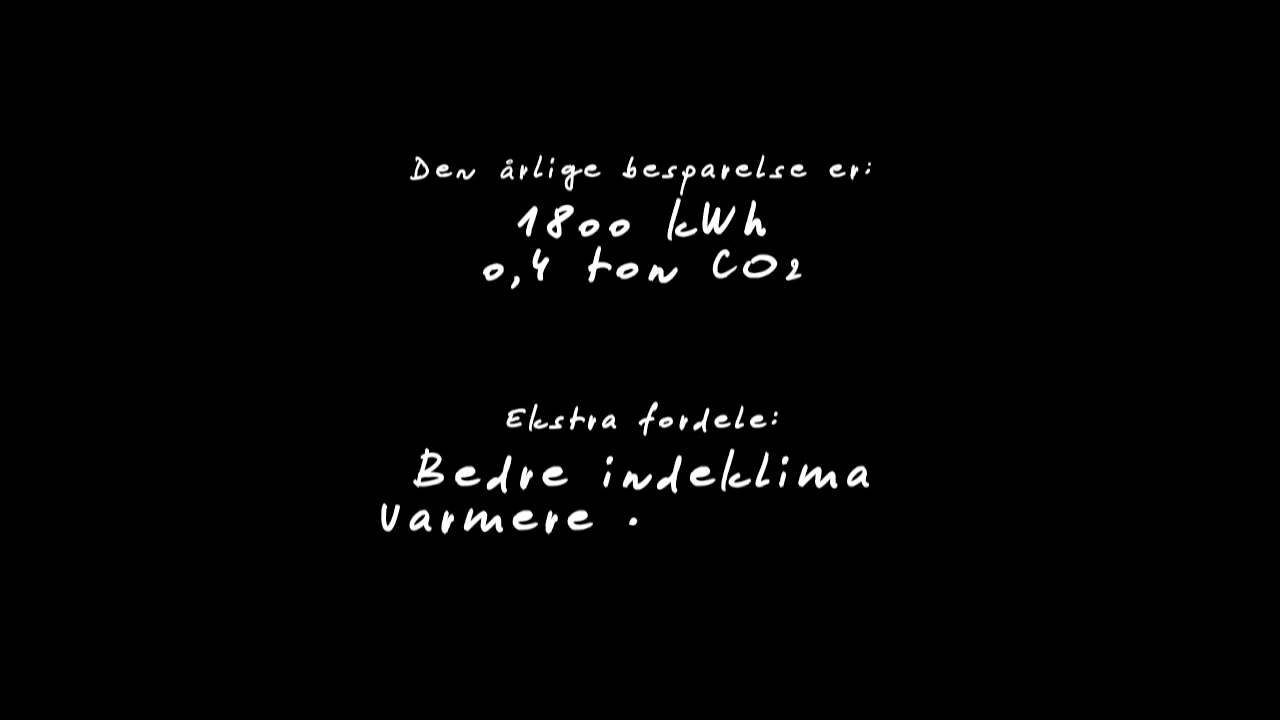 Den årlige besparelse er:
1800 kWh
0,4 ton CO2
Ekstra fordele:
Bedre indeklima
Varmere